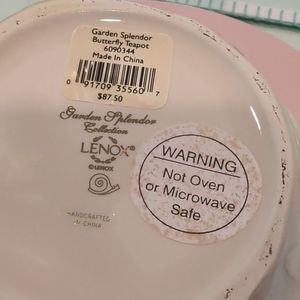 Garden Splendor
Butterfly Teapot
6090344
Made In China
0 91709 35560 7
$87.50
Garden Splendor
Collection
LENOX
©LENOX
HANDCRAFTED
IN CHINA
WARNING
Not Oven
or Microwave
Safe